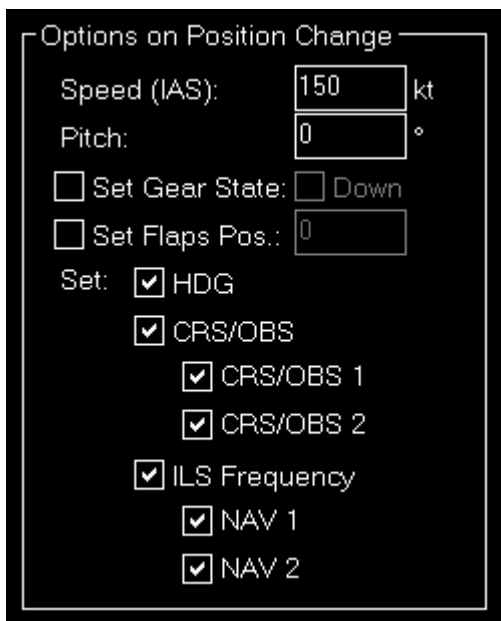 Options on Position Change
Speed (IAS): 150 kt
Pitch: 0 °
Set Gear State: Down
Set Flaps Pos.: 0
Set: HDG
CRS/OBS
CRS/OBS 1
CRS/OBS 2
ILS Frequency
NAV 1
NAV 2